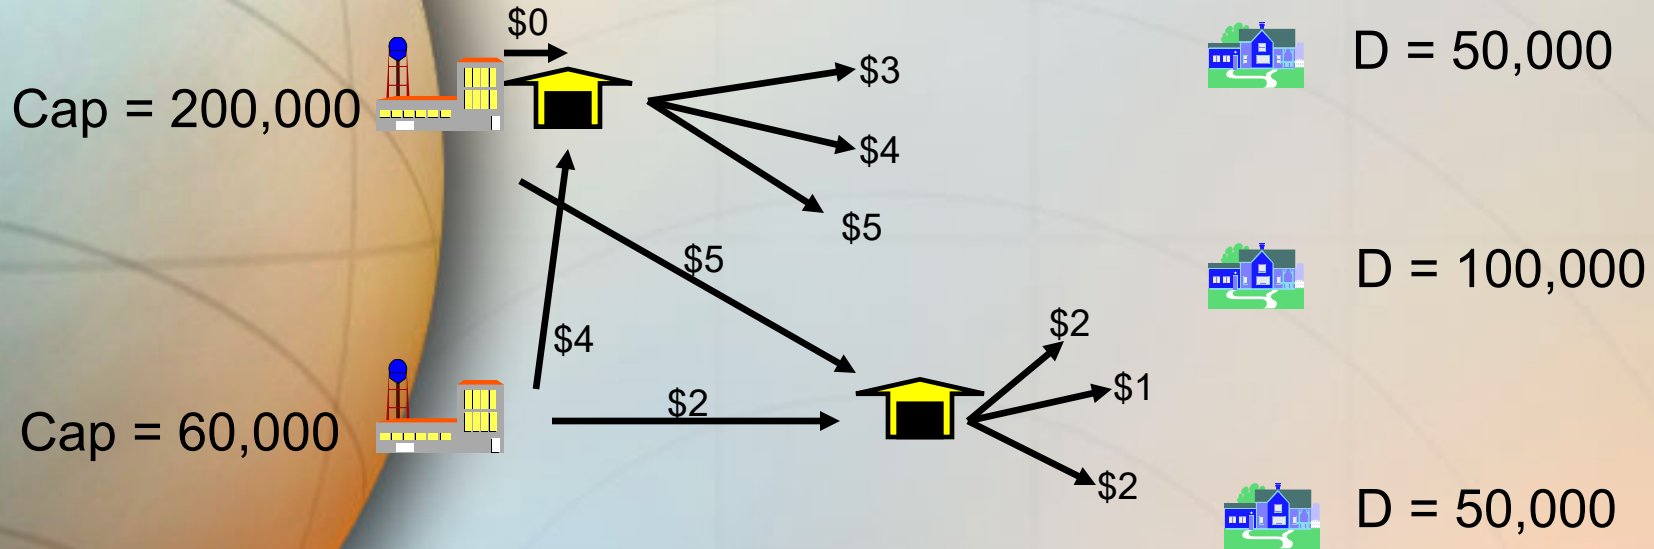 $0
Cap = 200,000
$3
$4
$5
D = 50,000
$5
$4
D = 100,000
$2
$1
$2
$2
Cap = 60,000
D = 50,000